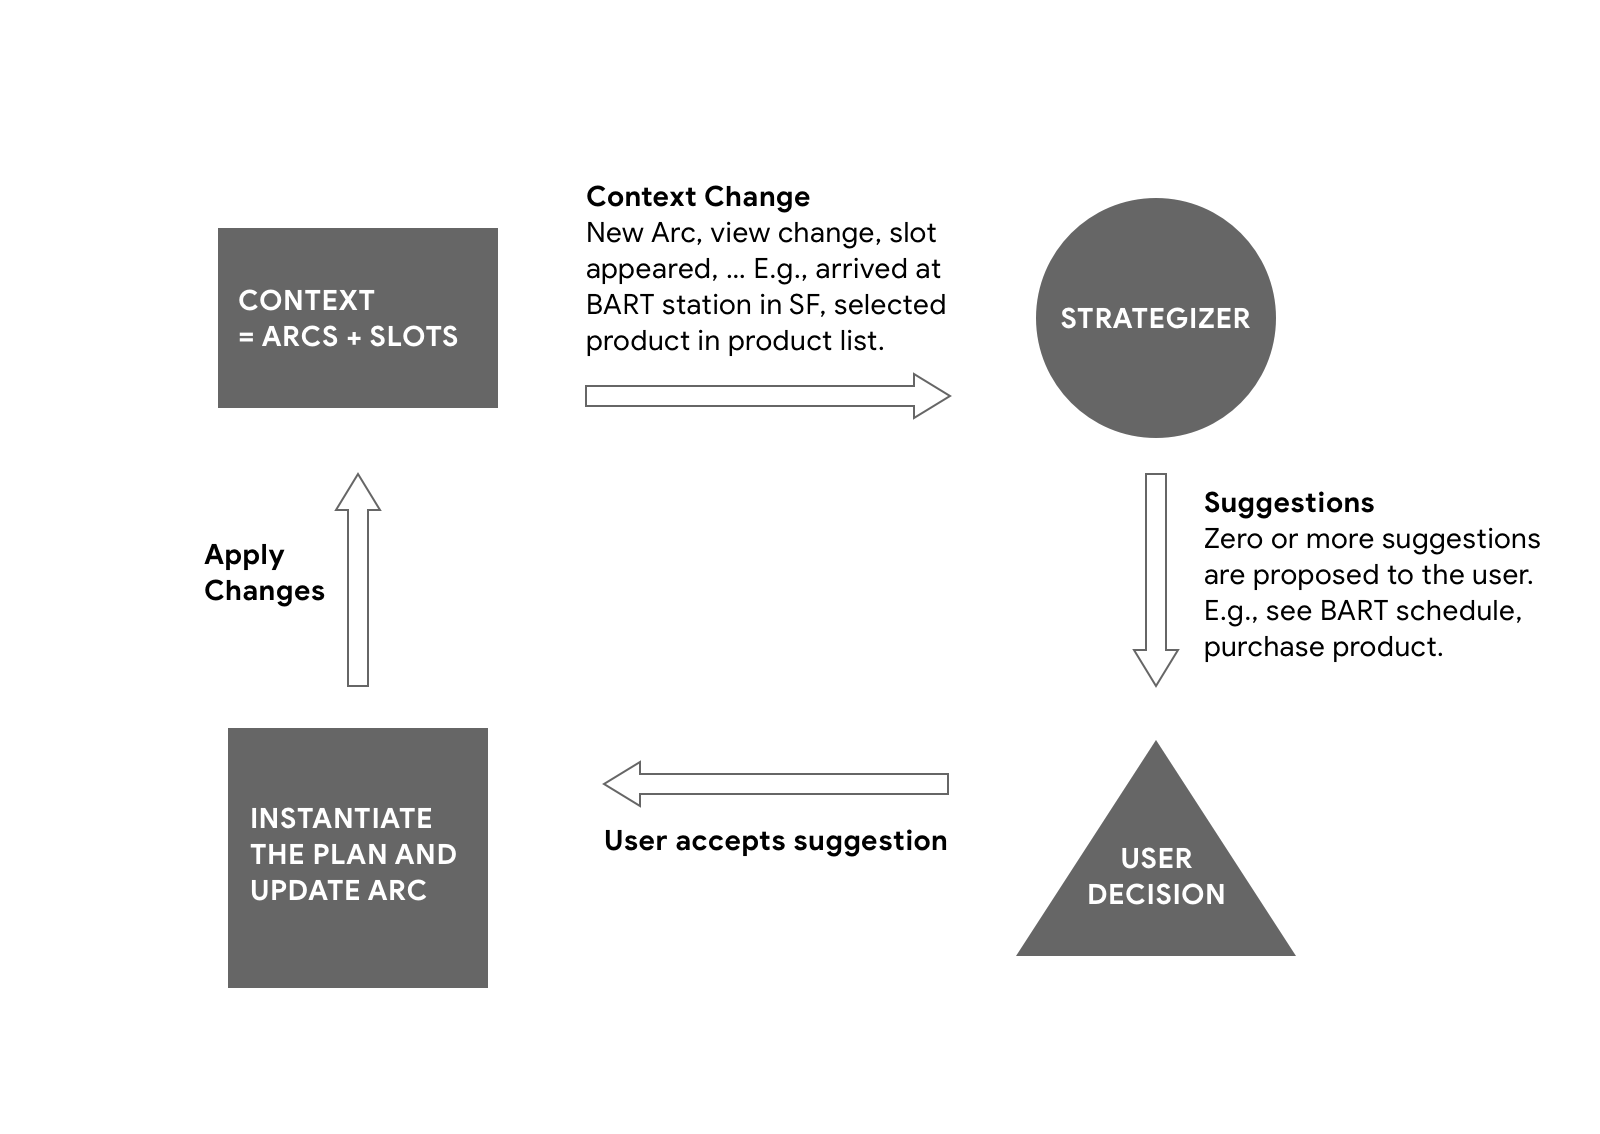 Context Change
New Arc, view change, slot
appeared, ... E.g., arrived at
BART station in SF, selected
product in product list.
CONTEXT
= ARCS + SLOTS
STRATEGIZER
Suggestions
Zero or more suggestions
are proposed to the user.
E.g., see BART schedule,
purchase product.
Apply
Changes
INSTANTIATE
THE PLAN AND
UPDATE ARC
User accepts suggestion
USER
DECISION